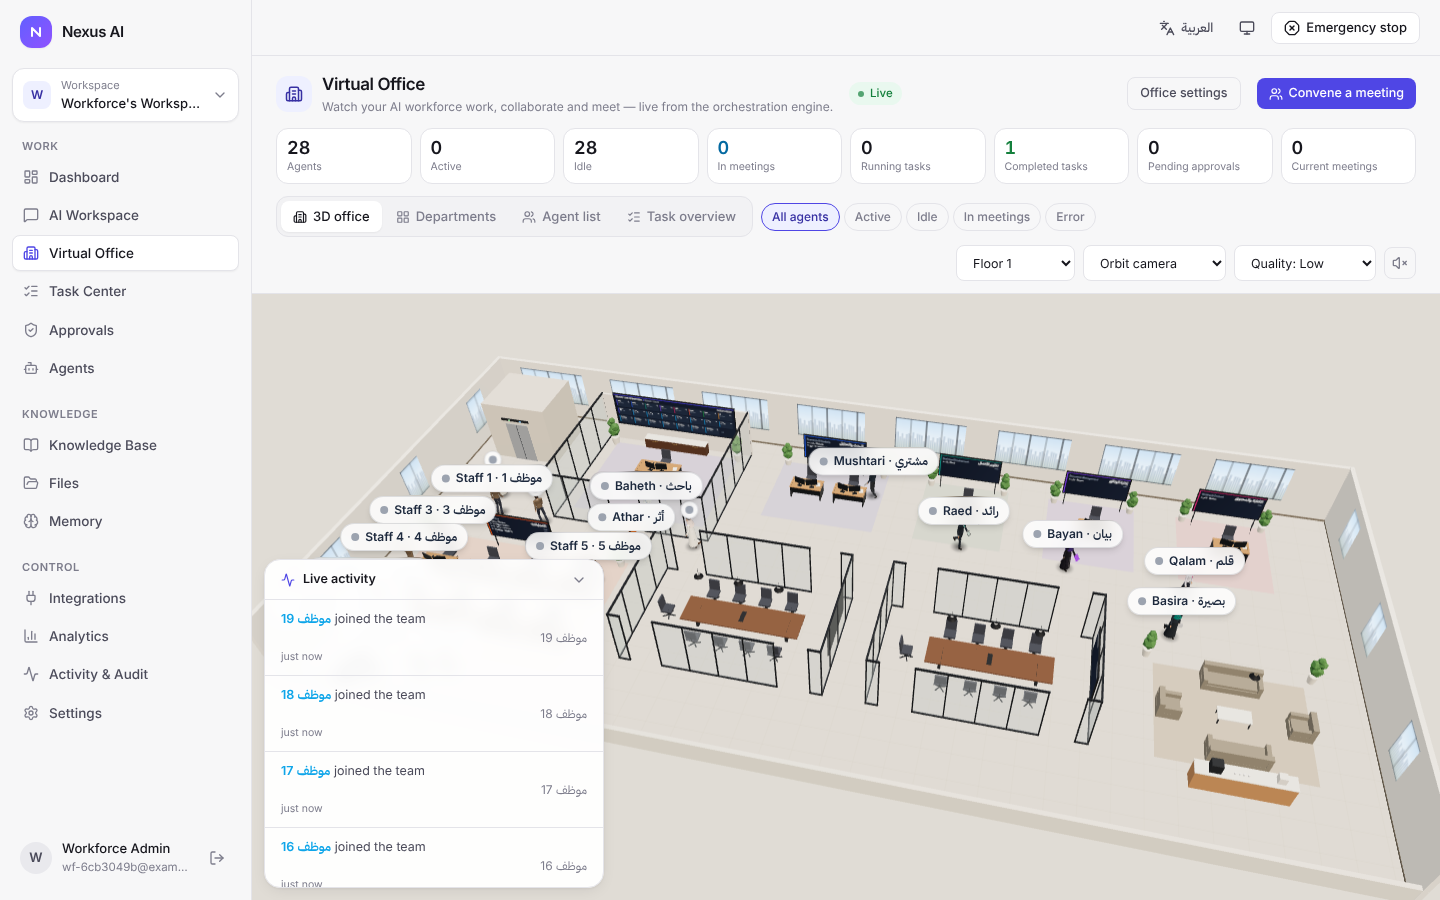 Nexus AI
Workspace
W
Workforce's Worksp...
WORK
Dashboard
AI Workspace
Virtual Office
Task Center
Approvals
Agents
KNOWLEDGE
Knowledge Base
Files
Memory
CONTROL
Integrations
Analytics
Activity & Audit
Settings
W
Workforce Admin
wf-6cb3049b@exam...
العربية
Emergency stop
Virtual Office
Watch your AI workforce work, collaborate and meet — live from the orchestration engine.
Live
Office settings
Convene a meeting
28
Agents
0
Active
28
Idle
0
In meetings
0
Running tasks
1
Completed tasks
0
Pending approvals
0
Current meetings
3D office
Departments
Agent list
Task overview
All agents
Active
Idle
In meetings
Error
Floor 1
Orbit camera
Quality: Low
Mushtari · مشتري
Staff 1 · موظف 1
Baheth · باحث
Staff 3 · موظف 3
Athar · أثر
Raed · رائد
Staff 4 · موظف 4
Staff 5 · موظف 5
Bayan · بيان
Qalam · قلم
Basira · بصيرة
Live activity
موظف 19 joined the team
موظف 19
just now
موظف 18 joined the team
موظف 18
just now
موظف 17 joined the team
موظف 17
just now
موظف 16 joined the team
موظف 16
just now